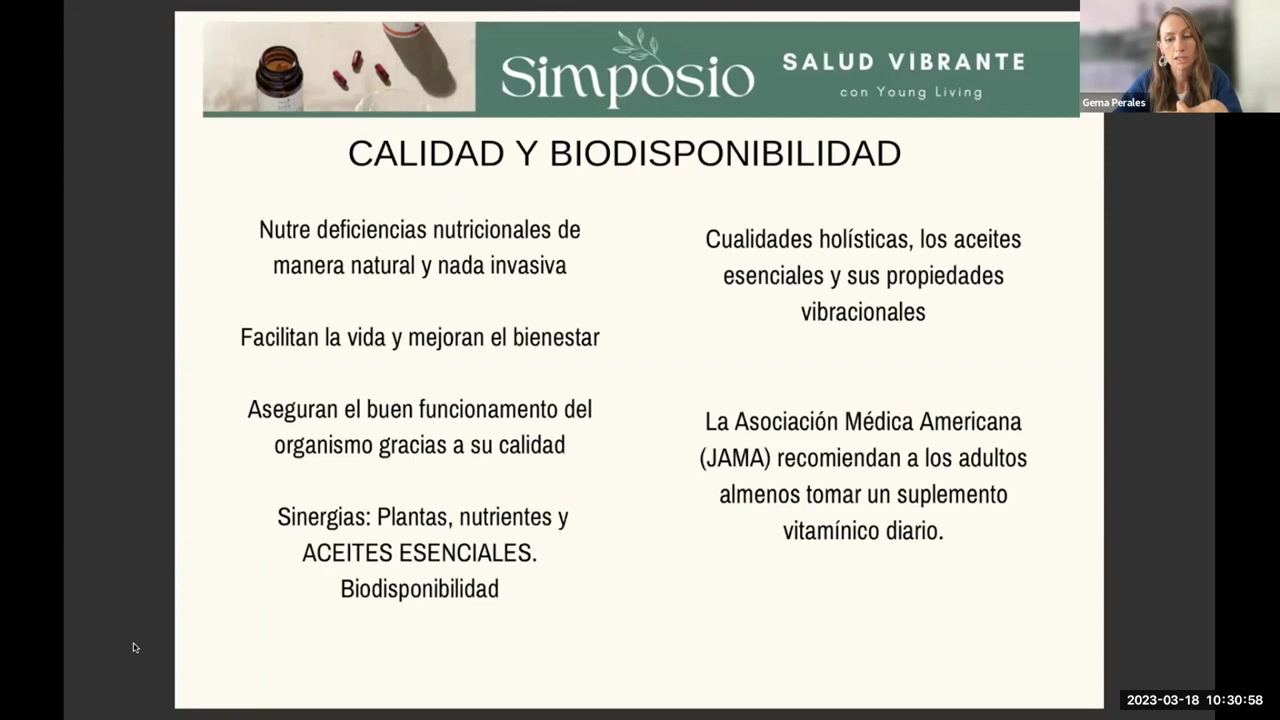 Simposio
SALUD VIBRANTE
con Young Living
Gema Perales
CALIDAD Y BIODISPONIBILIDAD
Nutre deficiencias nutricionales de
manera natural y nada invasiva
Facilitan la vida y mejoran el bienestar
Aseguran el buen funcionamento del
organismo gracias a su calidad
Sinergias: Plantas, nutrientes y
ACEITES ESENCIALES.
Biodisponibilidad
Cualidades holísticas, los aceites
esenciales y sus propiedades
vibracionales
La Asociación Médica Americana
(JAMA) recomiendan a los adultos
almenos tomar un suplemento
vitamínico diario.
2023-03-18 10:30:58